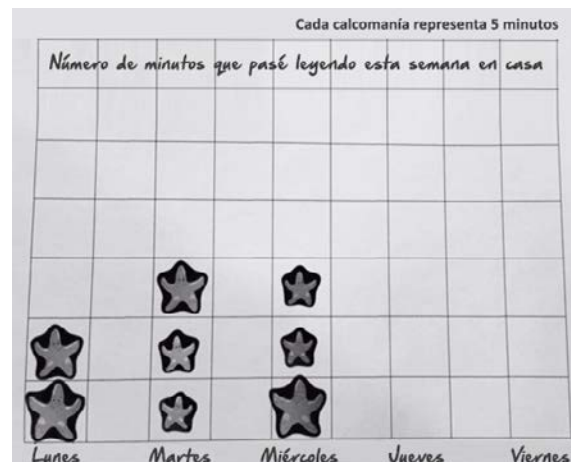 Cada calcomanía representa 5 minutos
Número de minutos que pasé leyendo esta semana en casa
Lunes Martes Miércoles Jueves Viernes